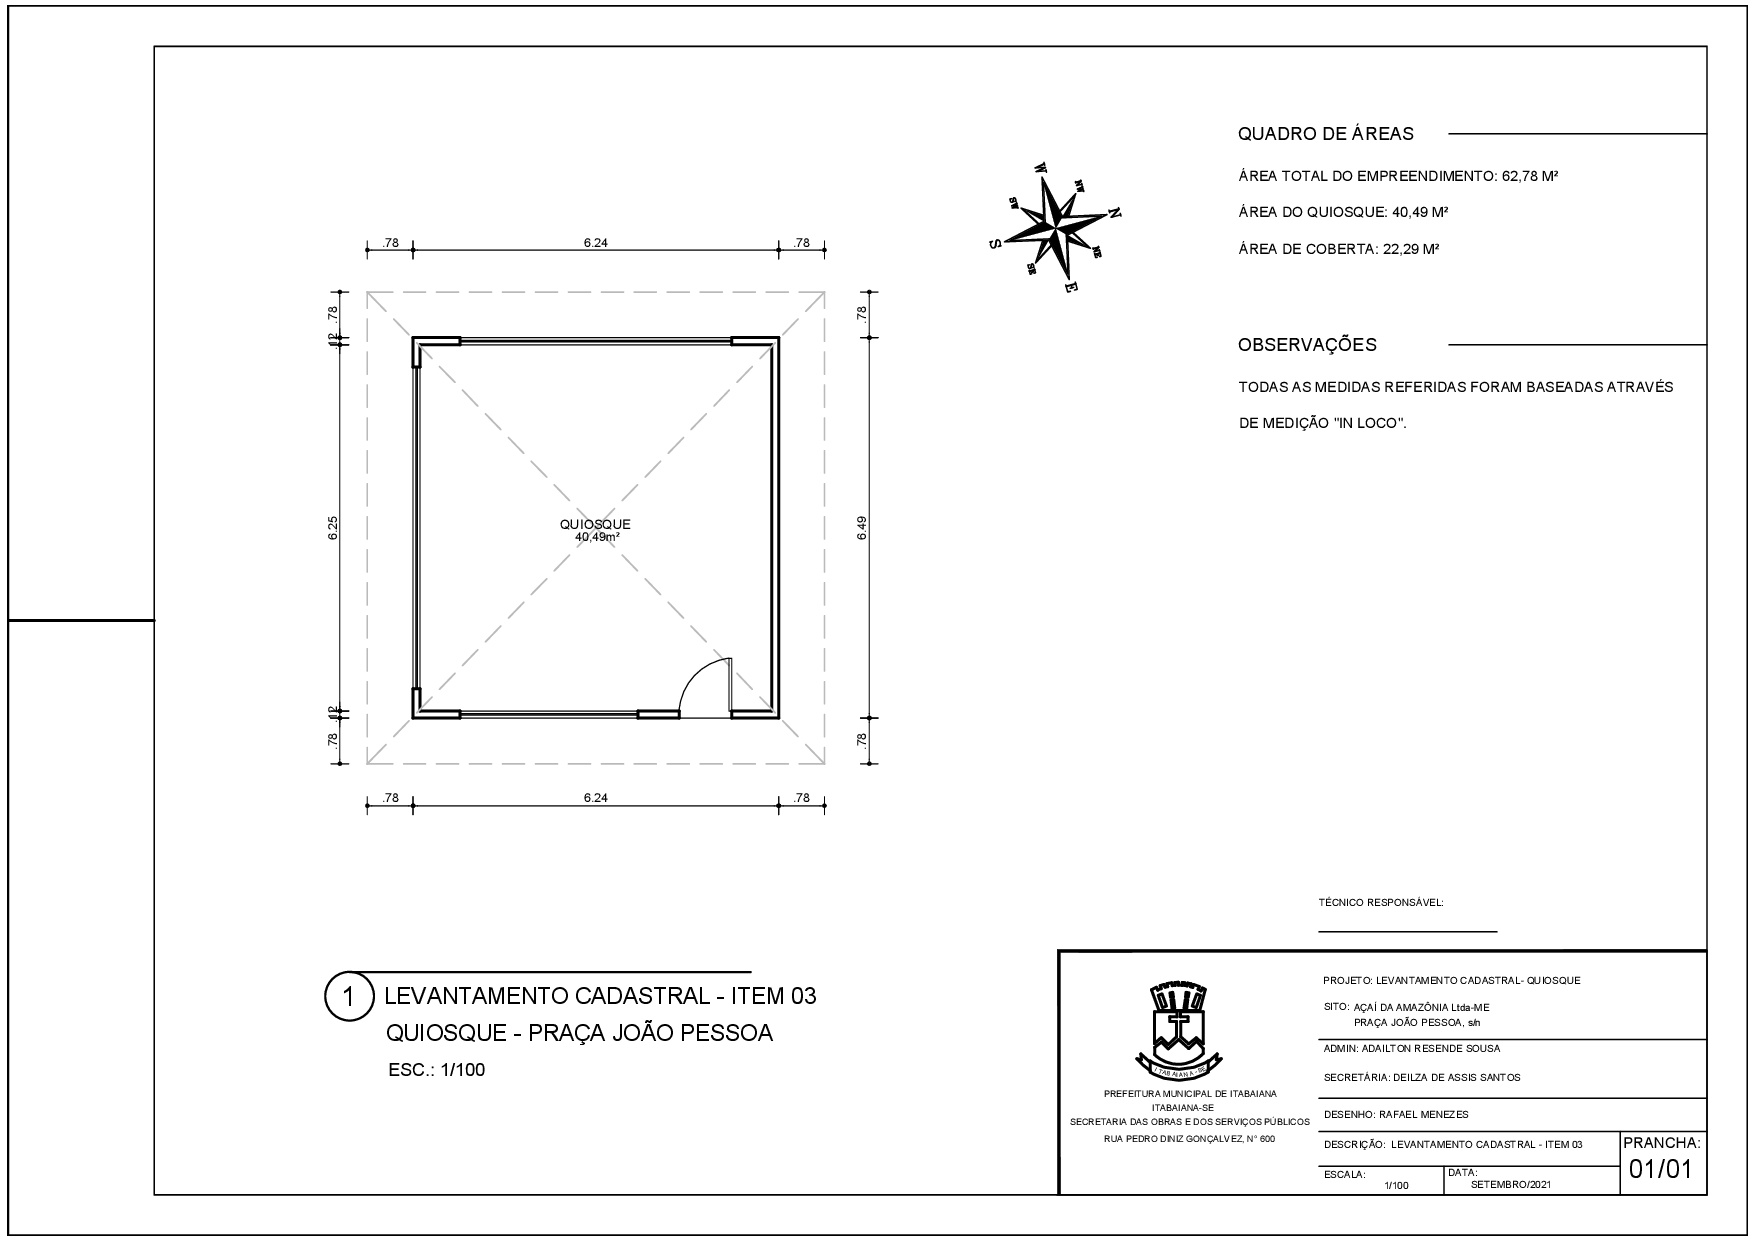 QUADRO DE ÁREAS
ÁREA TOTAL DO EMPREENDIMENTO: 62,78 M²
ÁREA DO QUIOSQUE: 40,49 M²
ÁREA DE COBERTA: 22,29 M²
W
NW
N
NE
E
SE
S
SW
OBSERVAÇÕES
TODAS AS MEDIDAS REFERIDAS FORAM BASEADAS ATRAVÉS
DE MEDIÇÃO "IN LOCO".
.78
6.24
.78
.78
.12
6.25
.12
.78
.78
6.49
.78
QUIOSQUE
40,49m²
.78
6.24
.78
1
LEVANTAMENTO CADASTRAL - ITEM 03
QUIOSQUE - PRAÇA JOÃO PESSOA
ESC.: 1/100
TÉCNICO RESPONSÁVEL:
ITABAIANA-SE
PREFEITURA MUNICIPAL DE ITABAIANA
ITABAIANA-SE
SECRETARIA DAS OBRAS E DOS SERVIÇOS PÚBLICOS
RUA PEDRO DINIZ GONÇALVEZ, N° 600
PROJETO: LEVANTAMENTO CADASTRAL- QUIOSQUE
SITO: AÇAÍ DA AMAZÔNIA Ltda-ME
PRAÇA JOÃO PESSOA, s/n
ADMIN: ADAILTON RESENDE SOUSA
SECRETÁRIA: DEILZA DE ASSIS SANTOS
DESENHO: RAFAEL MENEZES
DESCRIÇÃO: LEVANTAMENTO CADASTRAL - ITEM 03
ESCALA:
1/100
DATA:
SETEMBRO/2021
PRANCHA:
01/01